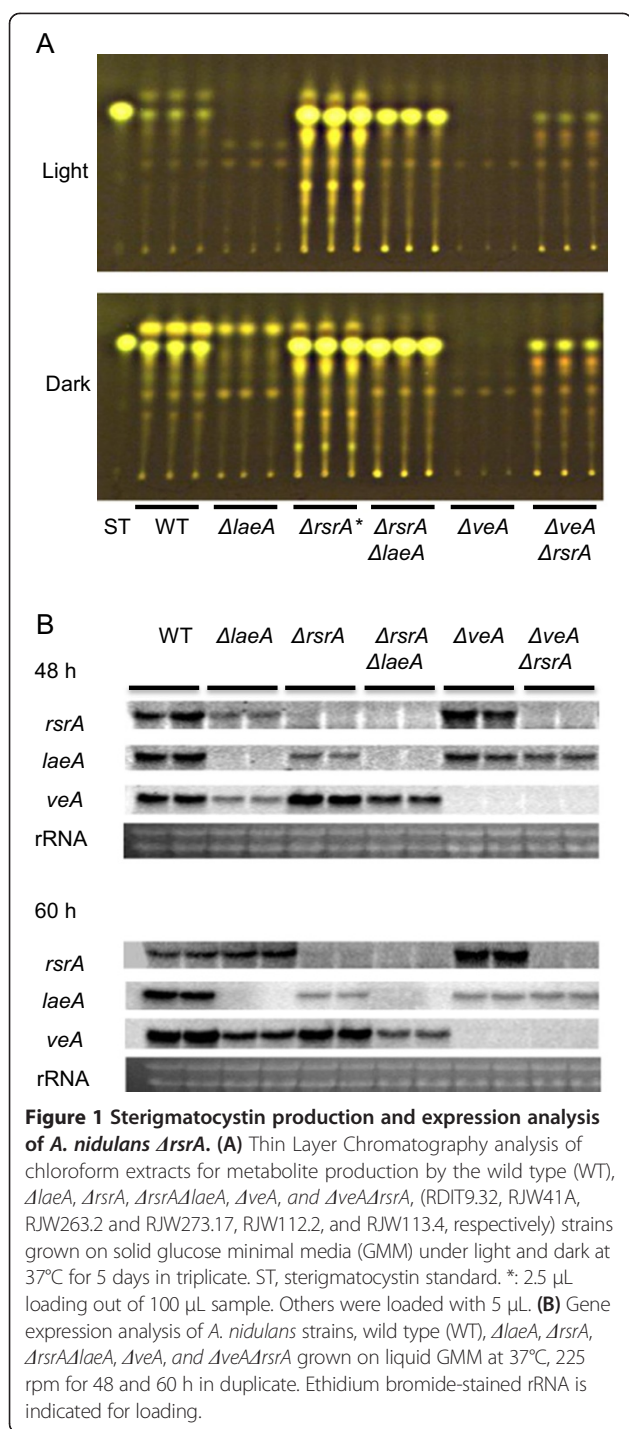 A
Light
Dark
ST WT ΔlaeA ΔrsrA* ΔrsrA ΔlaeA ΔveA ΔveA ΔrsrA
B
WT ΔlaeA ΔrsrA ΔrsrA ΔlaeA ΔveA ΔveA ΔrsrA
48 h
rsrA
laeA
veA
rRNA
60 h
rsrA
laeA
veA
rRNA
Figure 1 Sterigmatocystin production and expression analysis
of A. nidulans ΔrsrA. (A) Thin Layer Chromatography analysis of
chloroform extracts for metabolite production by the wild type (WT),
ΔlaeA, ΔrsrA, ΔrsrAΔlaeA, ΔveA, and ΔveAΔrsrA, (RDIT9.32, RJW41A,
RJW263.2 and RJW273.17, RJW112.2, and RJW113.4, respectively) strains
grown on solid glucose minimal media (GMM) under light and dark at
37°C for 5 days in triplicate. ST, sterigmatocystin standard. *: 2.5 μL
loading out of 100 μL sample. Others were loaded with 5 μL. (B) Gene
expression analysis of A. nidulans strains, wild type (WT), ΔlaeA, ΔrsrA,
ΔrsrAΔlaeA, ΔveA, and ΔveAΔrsrA grown on liquid GMM at 37°C, 225
rpm for 48 and 60 h in duplicate. Ethidium bromide-stained rRNA is
indicated for loading.